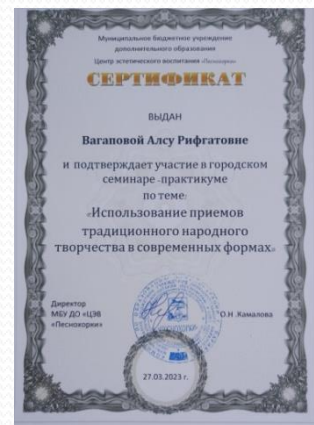 Муниципальное бюджетное учреждение
дополнительного образования
Центр эстетического воспитания «Песнохорки»
СЕРТИФИКАТ
ВЫДАН
Вагаповой Алсу Рифгатовне
и подтверждает участие в городском
семинаре -практикуме
по теме:
«Использование приемов
традиционного народного
творчества в современных формах»
Директор
МБУ ДО «ЦЭВ
«Песнохорки»
О.Н .Камалова
27.03.2023 г.